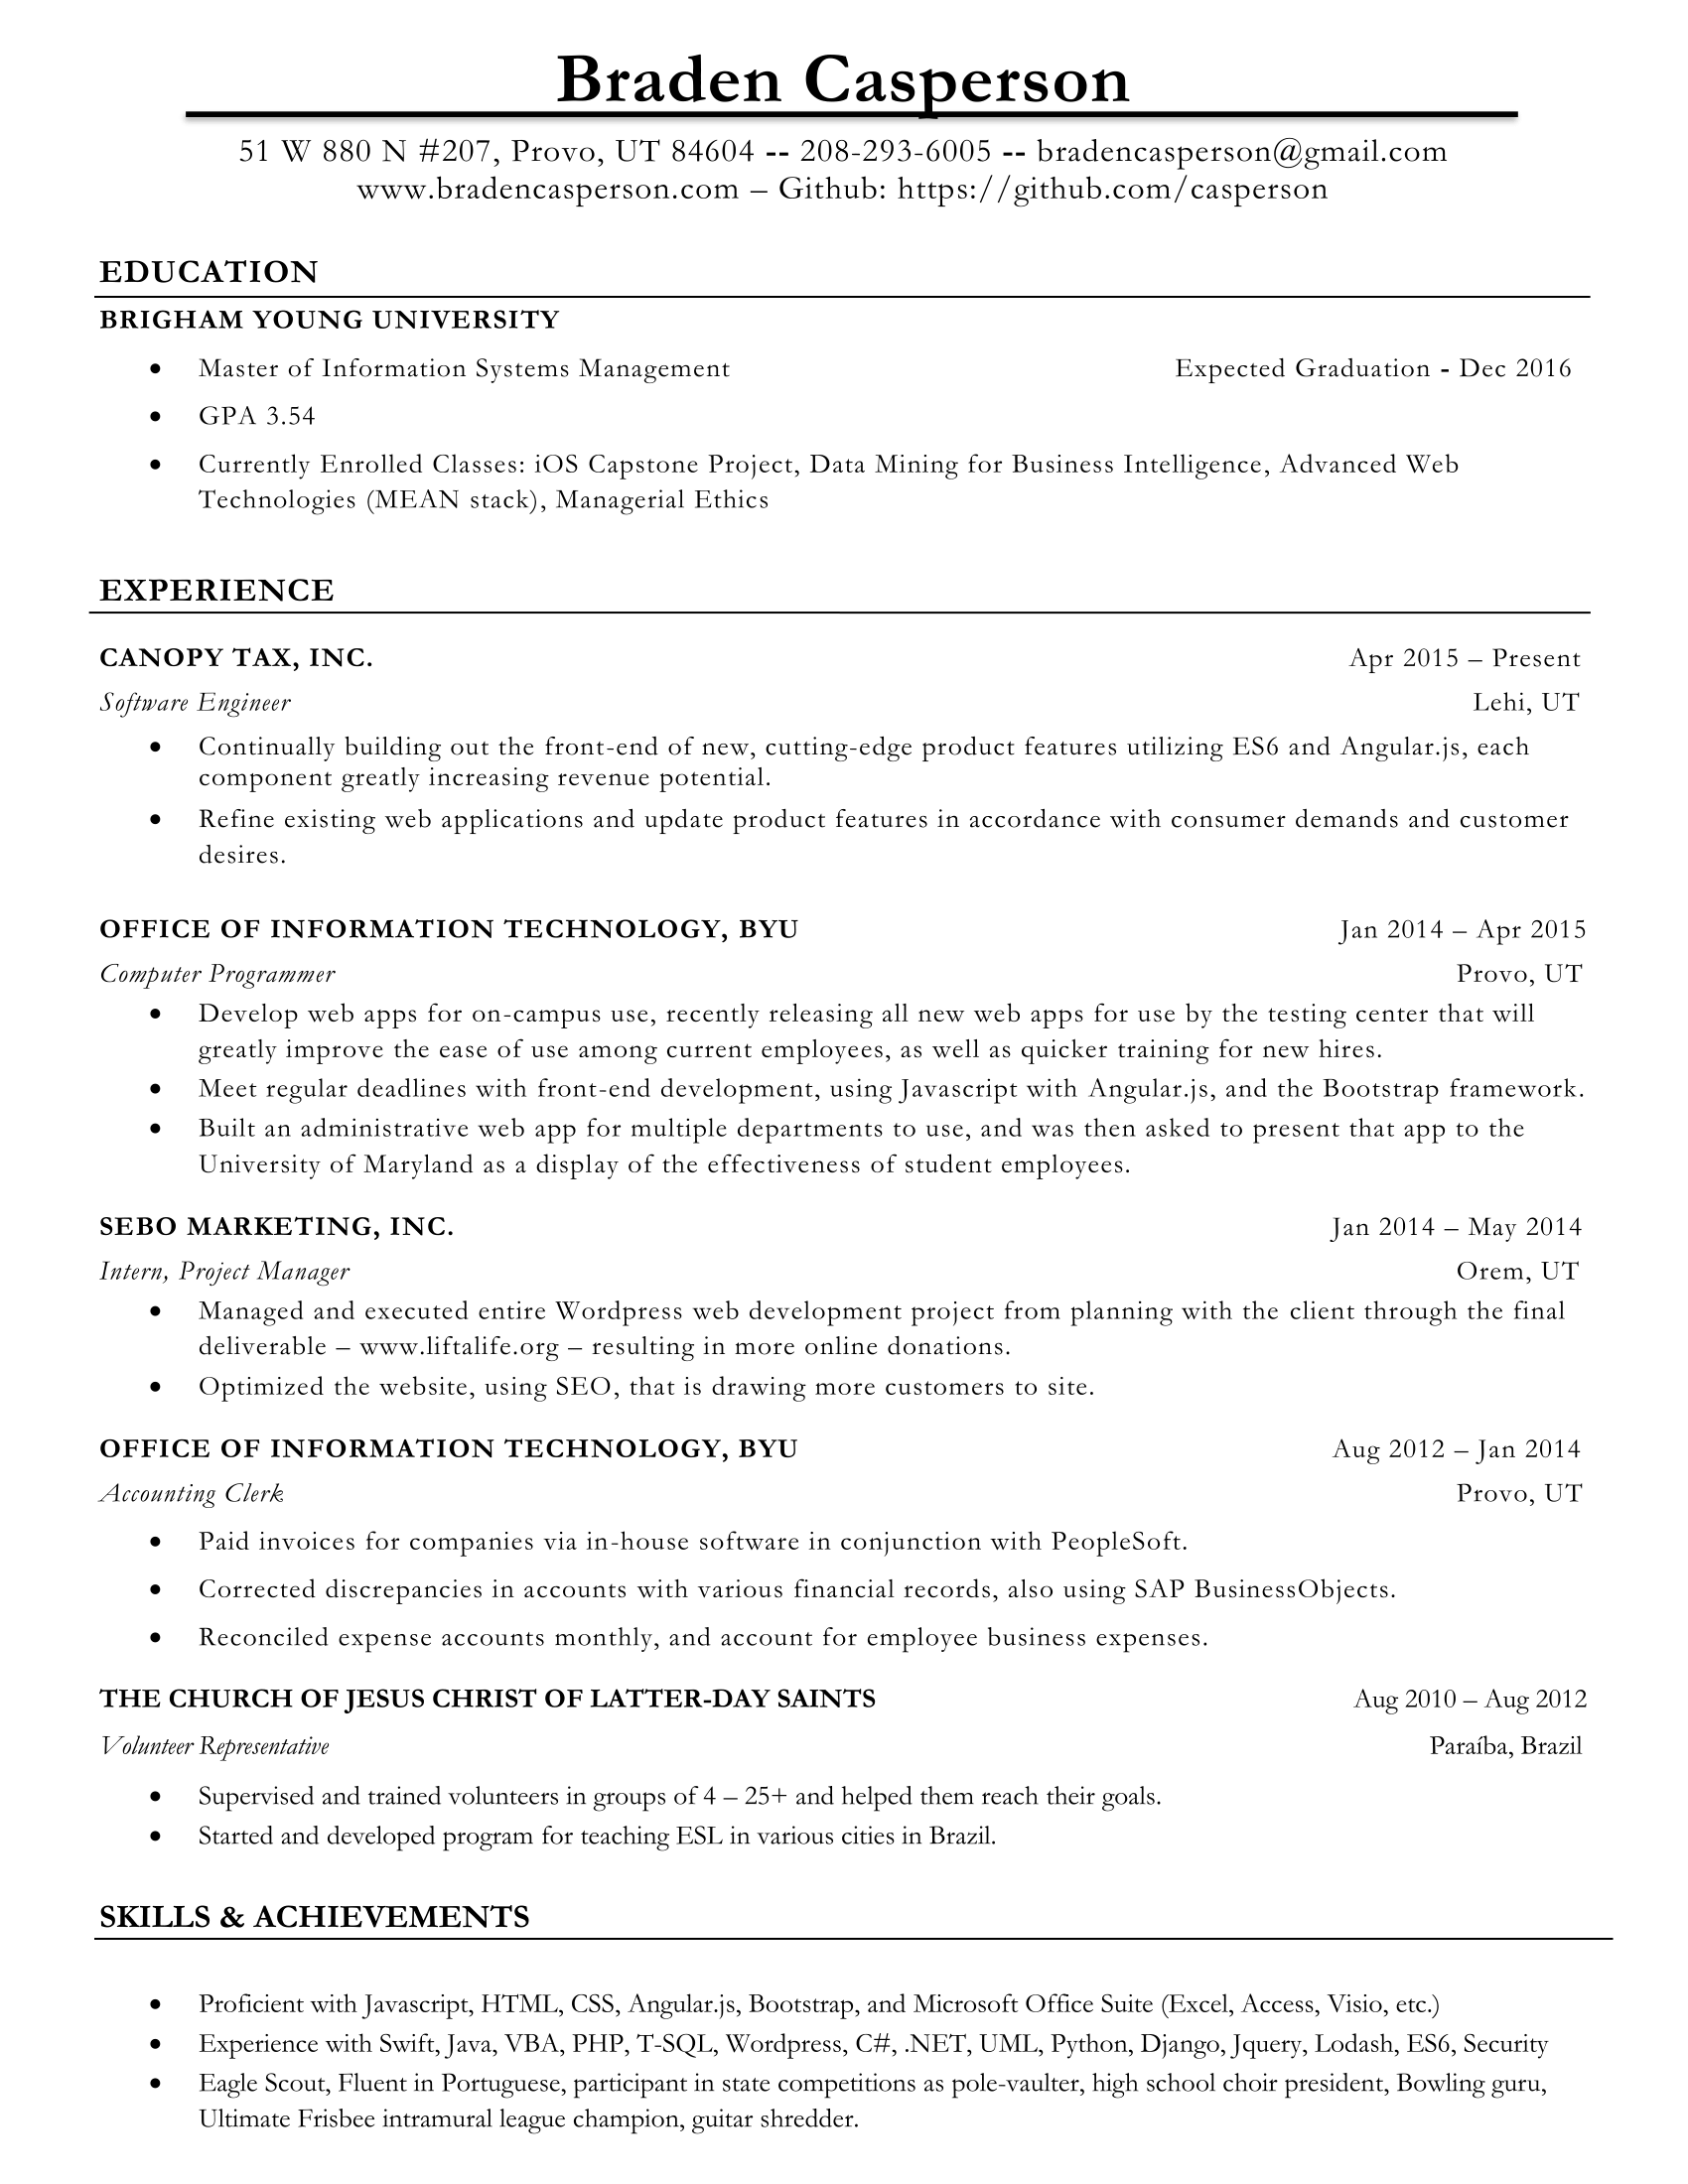 Braden Casperson
51 W 880 N #207, Provo, UT 84604 -- 208-293-6005 -- bradencasperson@gmail.com
www.bradencasperson.com – Github: https://github.com/casperson
EDUCATION
BRIGHAM YOUNG UNIVERSITY
• Master of Information Systems Management Expected Graduation - Dec 2016
• GPA 3.54
• Currently Enrolled Classes: iOS Capstone Project, Data Mining for Business Intelligence, Advanced Web
Technologies (MEAN stack), Managerial Ethics
EXPERIENCE
CANOPY TAX, INC. Apr 2015 – Present
Software Engineer Lehi, UT
• Continually building out the front-end of new, cutting-edge product features utilizing ES6 and Angular.js, each
component greatly increasing revenue potential.
• Refine existing web applications and update product features in accordance with consumer demands and customer
desires.
OFFICE OF INFORMATION TECHNOLOGY, BYU Jan 2014 – Apr 2015
Computer Programmer Provo, UT
• Develop web apps for on-campus use, recently releasing all new web apps for use by the testing center that will
greatly improve the ease of use among current employees, as well as quicker training for new hires.
• Meet regular deadlines with front-end development, using Javascript with Angular.js, and the Bootstrap framework.
• Built an administrative web app for multiple departments to use, and was then asked to present that app to the
University of Maryland as a display of the effectiveness of student employees.
SEBO MARKETING, INC. Jan 2014 – May 2014
Intern, Project Manager Orem, UT
• Managed and executed entire Wordpress web development project from planning with the client through the final
deliverable – www.liftalife.org – resulting in more online donations.
• Optimized the website, using SEO, that is drawing more customers to site.
OFFICE OF INFORMATION TECHNOLOGY, BYU Aug 2012 – Jan 2014
Accounting Clerk Provo, UT
• Paid invoices for companies via in-house software in conjunction with PeopleSoft.
• Corrected discrepancies in accounts with various financial records, also using SAP BusinessObjects.
• Reconciled expense accounts monthly, and account for employee business expenses.
THE CHURCH OF JESUS CHRIST OF LATTER-DAY SAINTS Aug 2010 – Aug 2012
Volunteer Representative Paraíba, Brazil
• Supervised and trained volunteers in groups of 4 – 25+ and helped them reach their goals.
• Started and developed program for teaching ESL in various cities in Brazil.
SKILLS & ACHIEVEMENTS
• Proficient with Javascript, HTML, CSS, Angular.js, Bootstrap, and Microsoft Office Suite (Excel, Access, Visio, etc.)
• Experience with Swift, Java, VBA, PHP, T-SQL, Wordpress, C#, .NET, UML, Python, Django, Jquery, Lodash, ES6, Security
• Eagle Scout, Fluent in Portuguese, participant in state competitions as pole-vaulter, high school choir president, Bowling guru,
Ultimate Frisbee intramural league champion, guitar shredder.